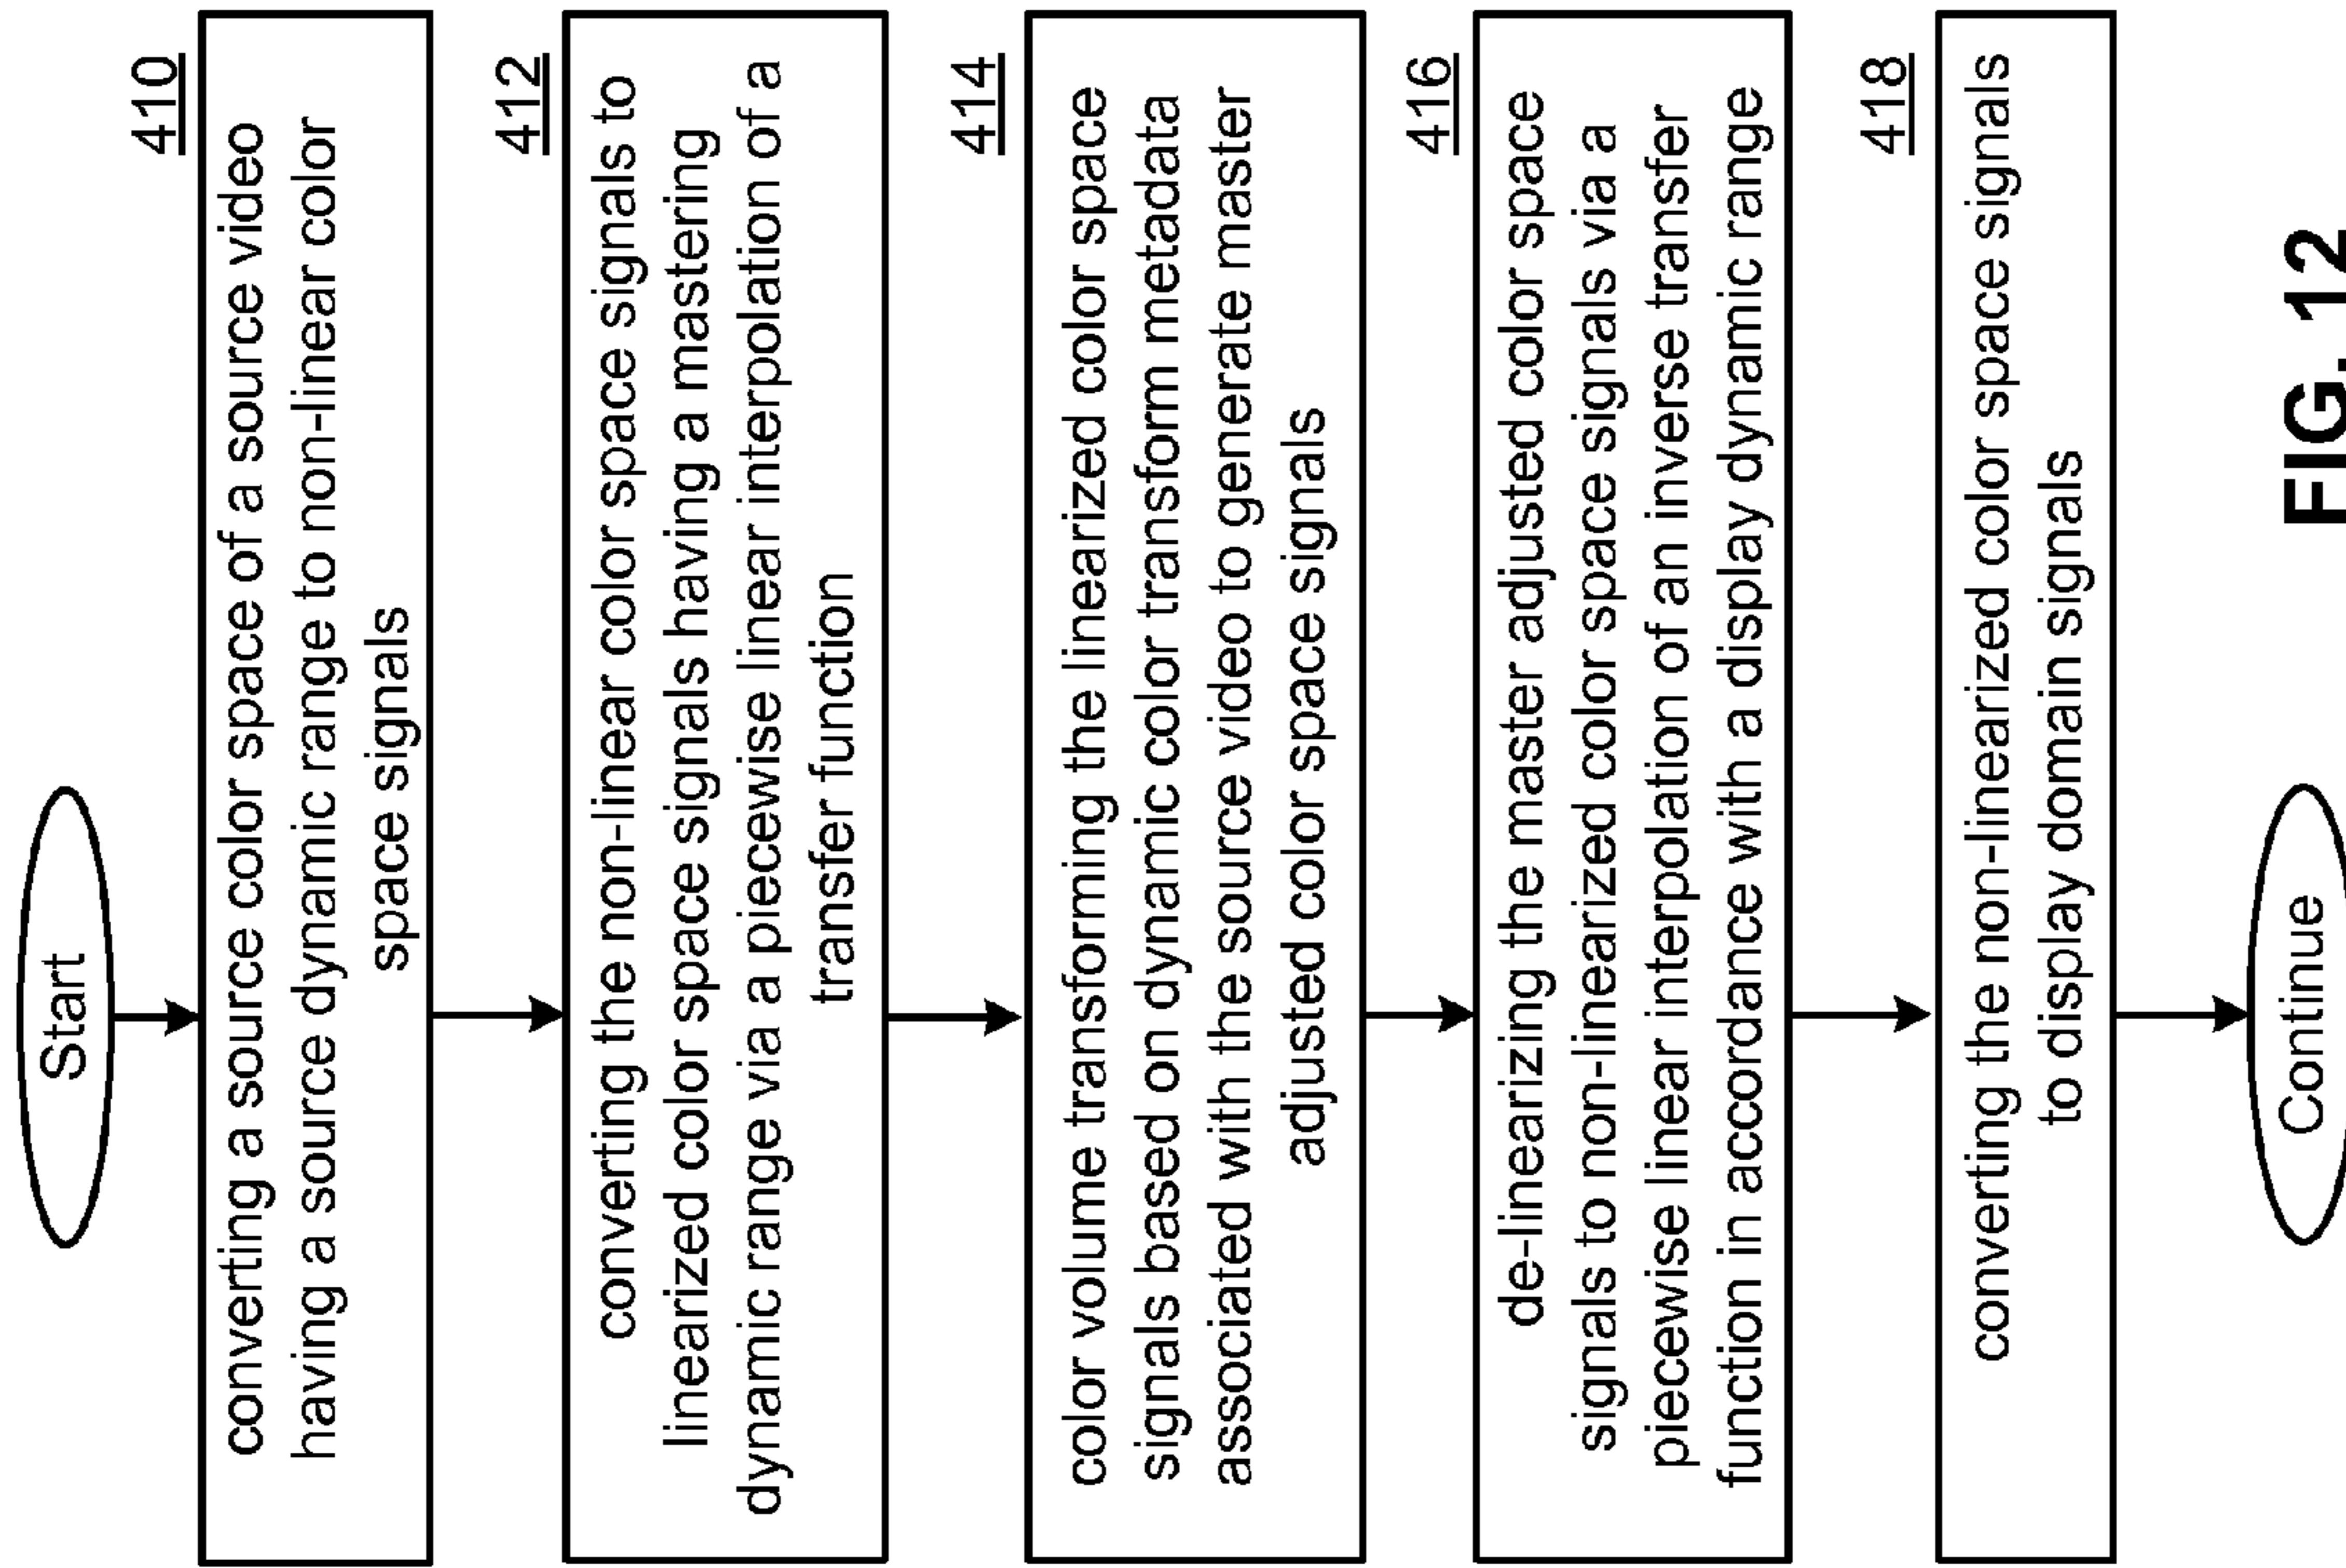 Start
410
converting a source color space of a source video
having a source dynamic range to non-linear color
space signals
412
converting the non-linear color space signals to
linearized color space signals having a mastering
dynamic range via a piecewise linear interpolation of a
transfer function
414
color volume transforming the linearized color space
signals based on dynamic color transform metadata
associated with the source video to generate master
adjusted color space signals
416
de-linearizing the master adjusted color space
signals to non-linearized color space signals via a
piecewise linear interpolation of an inverse transfer
function in accordance with a display dynamic range
418
converting the non-linearized color space signals
to display domain signals
Continue
FIG. 12